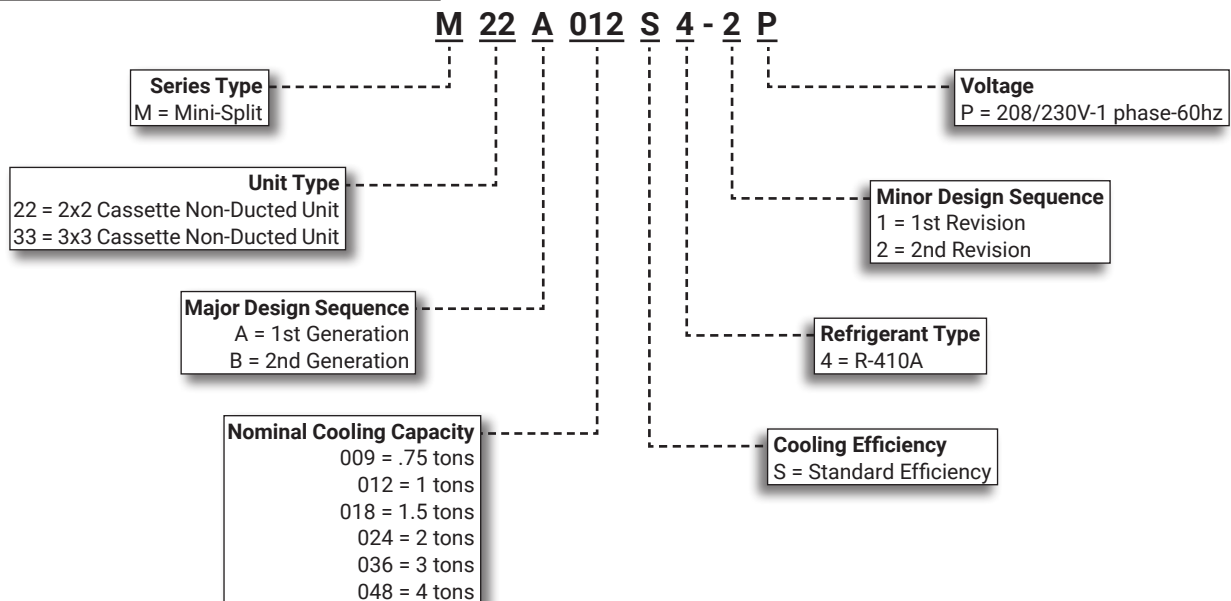 M 22 A 012 S 4 - 2 P
Series Type
M = Mini-Split
Voltage
P = 208/230V-1 phase-60hz
Unit Type
22 = 2x2 Cassette Non-Ducted Unit
33 = 3x3 Cassette Non-Ducted Unit
Minor Design Sequence
1 = 1st Revision
2 = 2nd Revision
Major Design Sequence
A = 1st Generation
B = 2nd Generation
Refrigerant Type
4 = R-410A
Nominal Cooling Capacity
009 = .75 tons
012 = 1 tons
018 = 1.5 tons
024 = 2 tons
036 = 3 tons
048 = 4 tons
Cooling Efficiency
S = Standard Efficiency